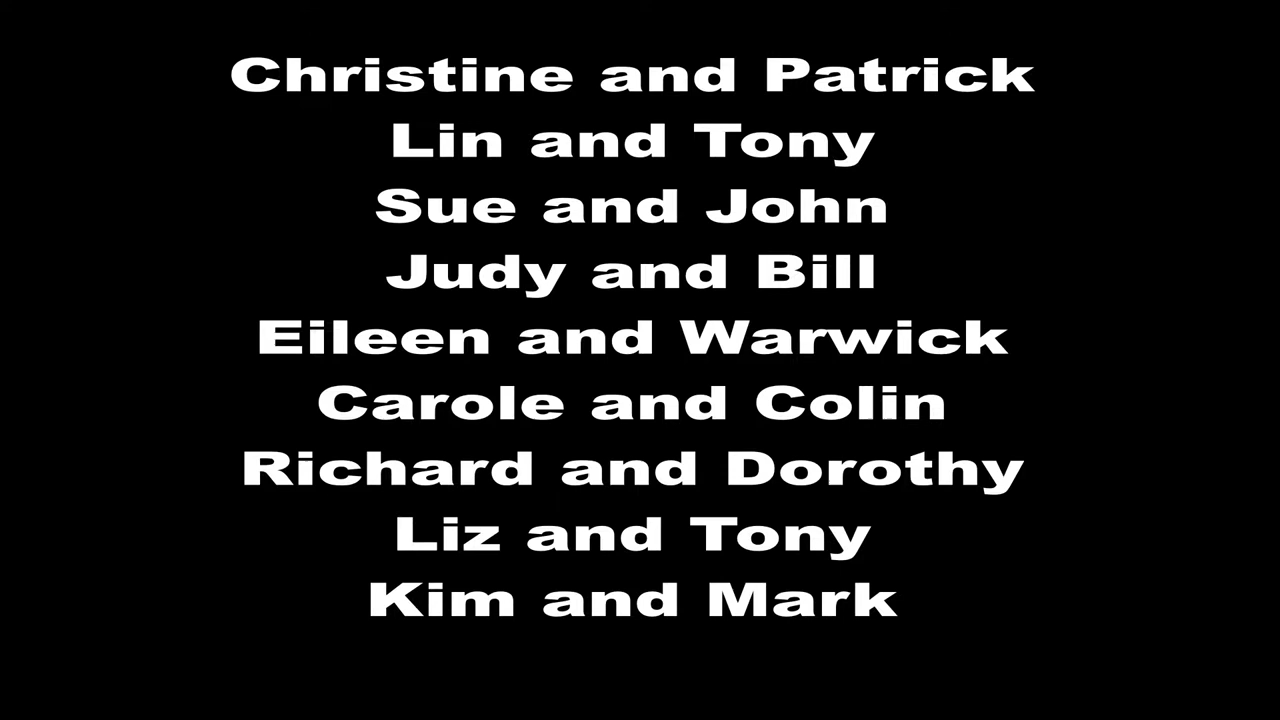 Christine and Patrick
Lin and Tony
Sue and John
Judy and Bill
Eileen and Warwick
Carole and Colin
Richard and Dorothy
Liz and Tony
Kim and Mark